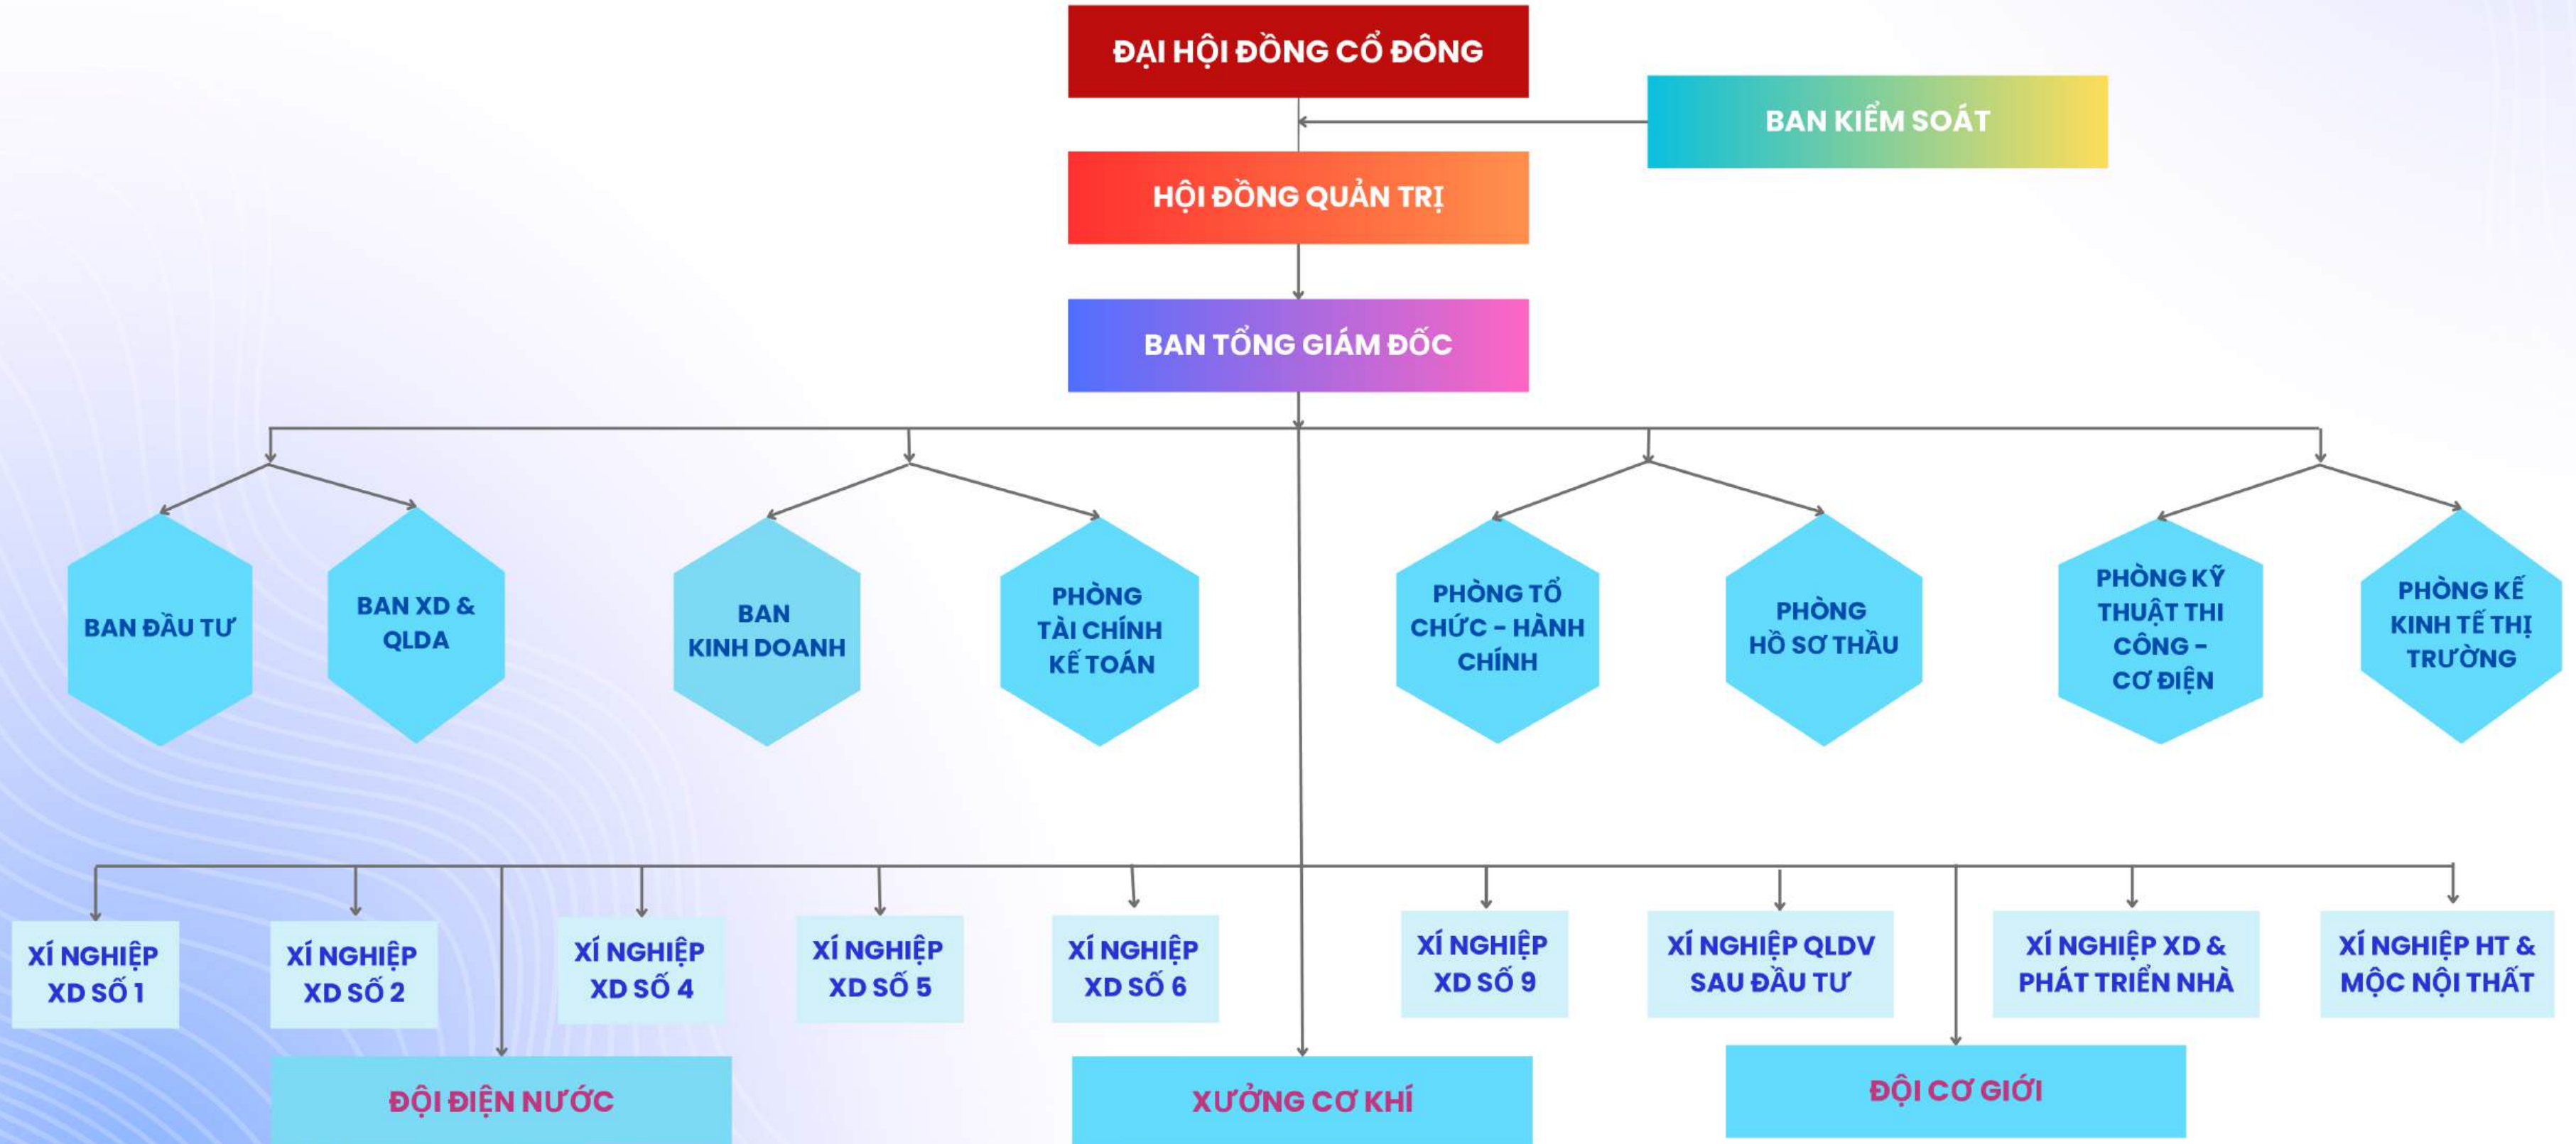 ĐẠI HỘI ĐỒNG CỔ ĐÔNG
BAN KIỂM SOÁT
HỘI ĐỒNG QUẢN TRỊ
BAN TỔNG GIÁM ĐỐC
BAN ĐẦU TƯ
BAN XD &
QLDA
BAN
KINH DOANH
PHÒNG
TÀI CHÍNH
KẾ TOÁN
PHÒNG TỔ
CHỨC - HÀNH
CHÍNH
PHÒNG
HỒ SƠ THẦU
PHÒNG KỸ
THUẬT THI
CÔNG -
CƠ ĐIỆN
PHÒNG KẾ
KINH TẾ THỊ
TRƯỜNG
XÍ NGHIỆP
XD SỐ 1
XÍ NGHIỆP
XD SỐ 2
XÍ NGHIỆP
XD SỐ 4
XÍ NGHIỆP
XD SỐ 5
XÍ NGHIỆP
XD SỐ 6
XÍ NGHIỆP
XD SỐ 9
XÍ NGHIỆP QLDV
SAU ĐẦU TƯ
XÍ NGHIỆP XD &
PHÁT TRIỂN NHÀ
XÍ NGHIỆP HT &
MỘC NỘI THẤT
ĐỘI ĐIỆN NƯỚC
XƯỞNG CƠ KHÍ
ĐỘI CƠ GIỚI